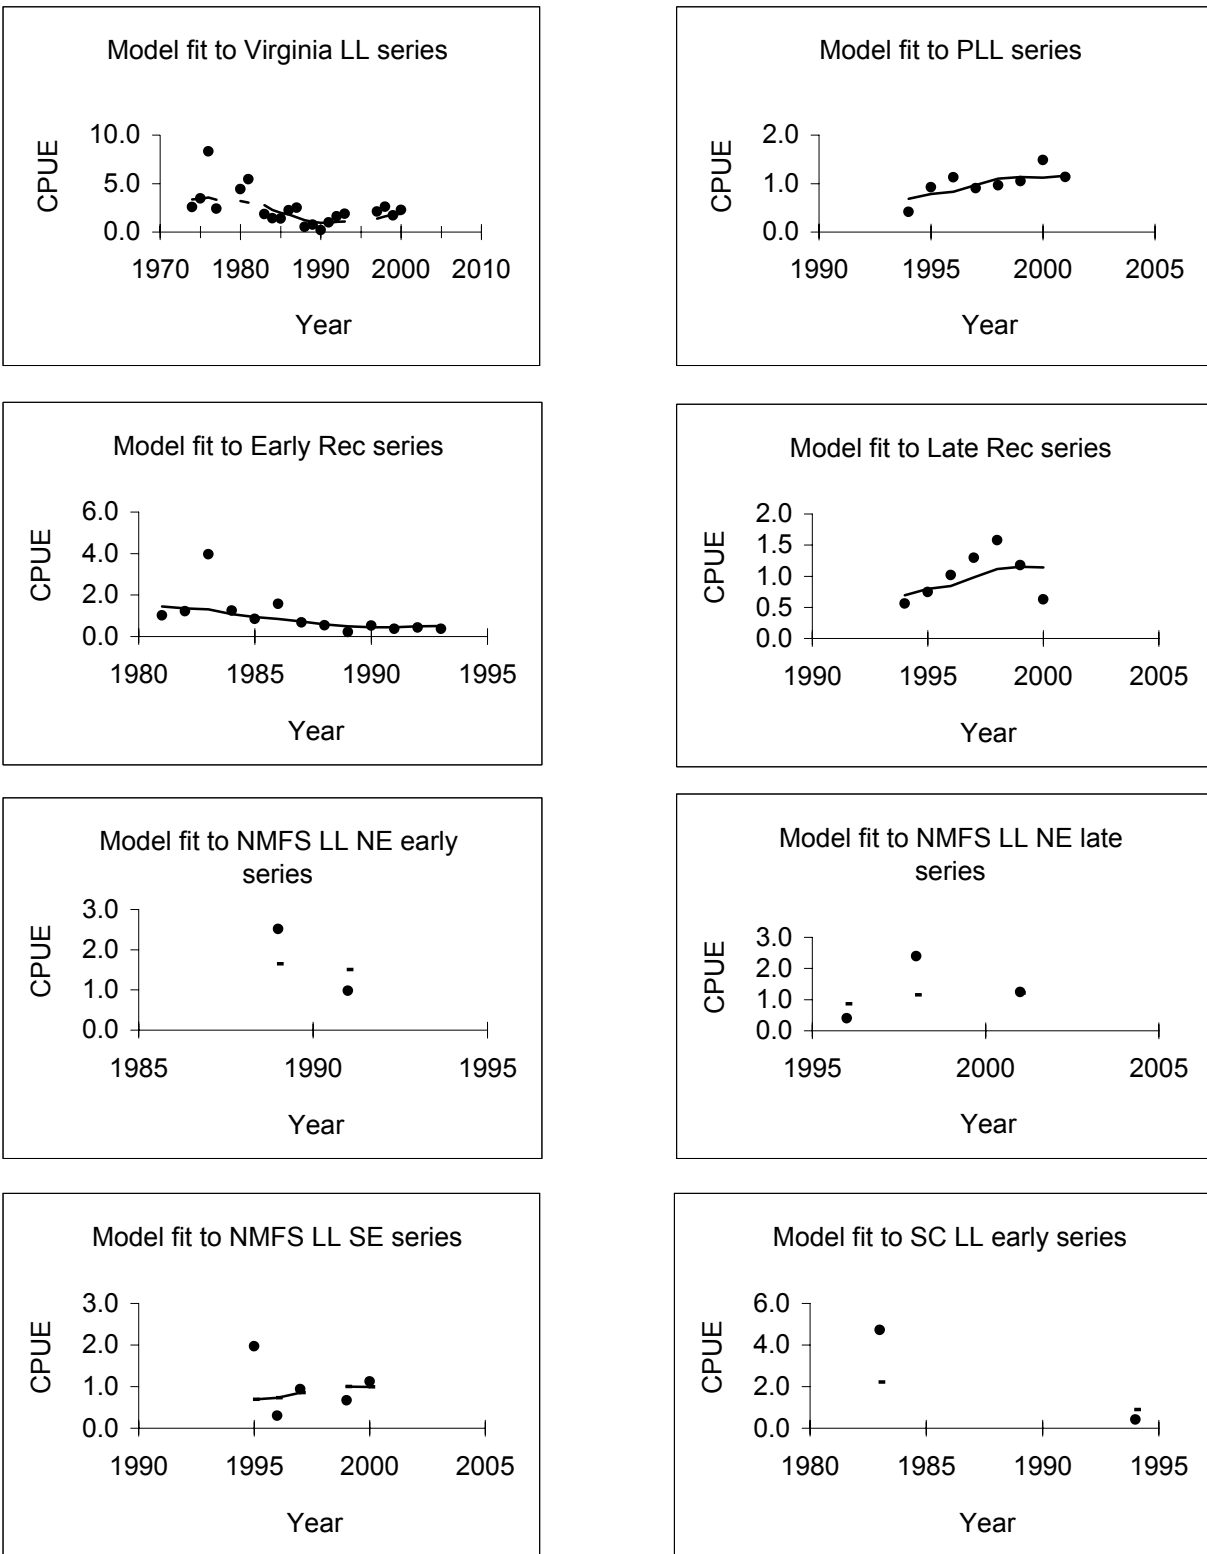 Model fit to Virginia LL series
CPUE
10.0
5.0
0.0
1970 1980 1990 2000 2010
Year
Model fit to PLL series
CPUE
2.0
1.0
0.0
1990 1995 2000 2005
Year
Model fit to Early Rec series
CPUE
6.0
4.0
2.0
0.0
1980 1985 1990 1995
Year
Model fit to Late Rec series
CPUE
2.0
1.5
1.0
0.5
0.0
1990 1995 2000 2005
Year
Model fit to NMFS LL NE early
series
CPUE
3.0
2.0
1.0
0.0
1985 1990 1995
Year
Model fit to NMFS LL NE late
series
CPUE
3.0
2.0
1.0
0.0
1995 2000 2005
Year
Model fit to NMFS LL SE series
CPUE
3.0
2.0
1.0
0.0
1990 1995 2000 2005
Year
Model fit to SC LL early series
CPUE
6.0
4.0
2.0
0.0
1980 1985 1990 1995
Year